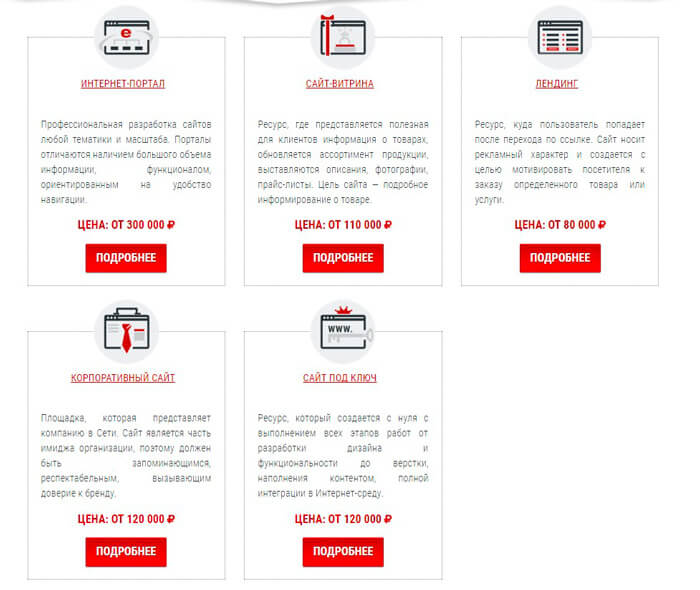 e
ИНТЕРНЕТ-ПОРТАЛ
Профессиональная разработка сайтов
любой тематики и масштаба. Порталы
отличаются наличием большого объема
информации, функционалом,
ориентированным на удобство
навигации.
ЦЕНА: ОТ 300 000 ₽
ПОДРОБНЕЕ
САЙТ-ВИТРИНА
Ресурс, где представляется полезная
для клиентов информация о товарах,
обновляется ассортимент продукции,
выставляются описания, фотографии,
прайс-листы. Цель сайта — подробное
информирование о товаре.
ЦЕНА: ОТ 110 000 ₽
ПОДРОБНЕЕ
ЛЕНДИНГ
Ресурс, куда пользователь попадает
после перехода по ссылке. Сайт носит
рекламный характер и создается с
целью мотивировать посетителя к
заказу определенного товара или
услуги.
ЦЕНА: ОТ 80 000 ₽
ПОДРОБНЕЕ
КОРПОРАТИВНЫЙ САЙТ
Площадка, которая представляет
компанию в Сети. Сайт является часть
имиджа организации, поэтому должен
быть запоминающимся,
респектабельным, вызывающим
доверие к бренду.
ЦЕНА: ОТ 120 000 ₽
ПОДРОБНЕЕ
www.
САЙТ ПОД КЛЮЧ
Ресурс, который создается с нуля с
выполнением всех этапов работ от
разработки дизайна и
функциональности до верстки,
наполнения контентом, полной
интеграции в Интернет-среду.
ЦЕНА: ОТ 120 000 ₽
ПОДРОБНЕЕ